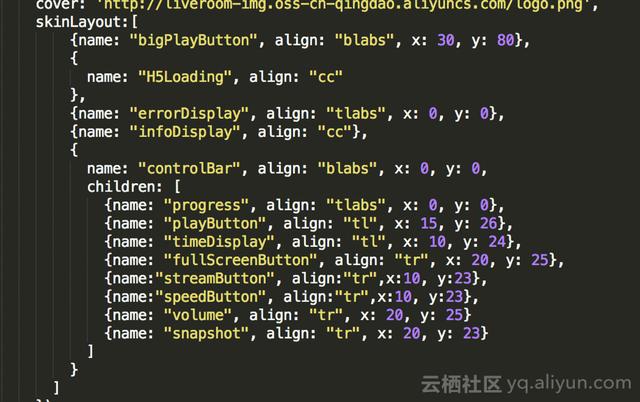 cover: 'http://liveroom-img.oss-cn-qingdao.aliyuncs.com/logo.png',
skinLayout:[
{name: "bigPlayButton", align: "blabs", x: 30, y: 80},
{
name: "H5Loading", align: "cc"
},
{name: "errorDisplay", align: "tlabs", x: 0, y: 0},
{name: "infoDisplay", align: "cc"},
{
name: "controlBar", align: "blabs", x: 0, y: 0,
children: [
{name: "progress", align: "tlabs", x: 0, y: 0},
{name: "playButton", align: "tl", x: 15, y: 26},
{name: "timeDisplay", align: "tl", x: 10, y: 24},
{name: "fullScreenButton", align: "tr", x: 20, y: 25},
{name:"streamButton", align:"tr",x:10, y:23},
{name:"speedButton", align:"tr",x:10, y:23},
{name: "volume", align: "tr", x: 20, y: 25}
{name: "snapshot", align: "tr", x: 20, y: 23}
]
}
]
云栖社区 yq.aliyun.com